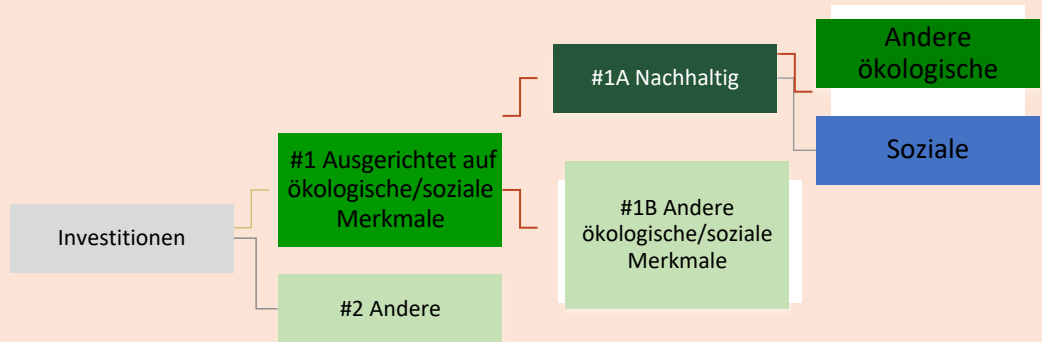 Investitionen
#1 Ausgerichtet auf
ökologische/soziale
Merkmale
#2 Andere
#1A Nachhaltig
#1B Andere
ökologische/soziale
Merkmale
Andere
ökologische
Soziale